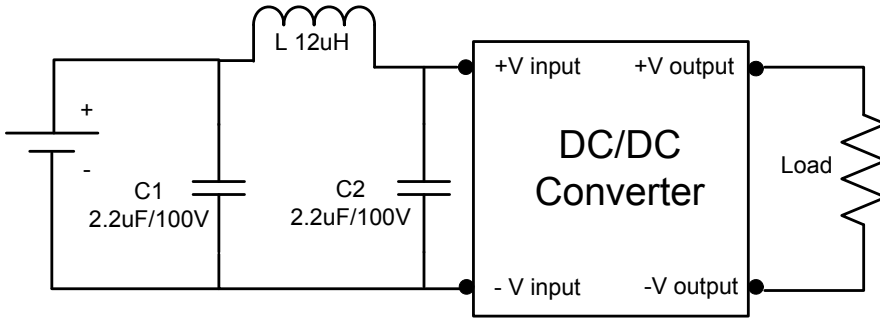 L 12uH
+V input
+V output
+
-
C1
2.2uF/100V
C2
2.2uF/100V
DC/DC
Converter
Load
- V input
-V output